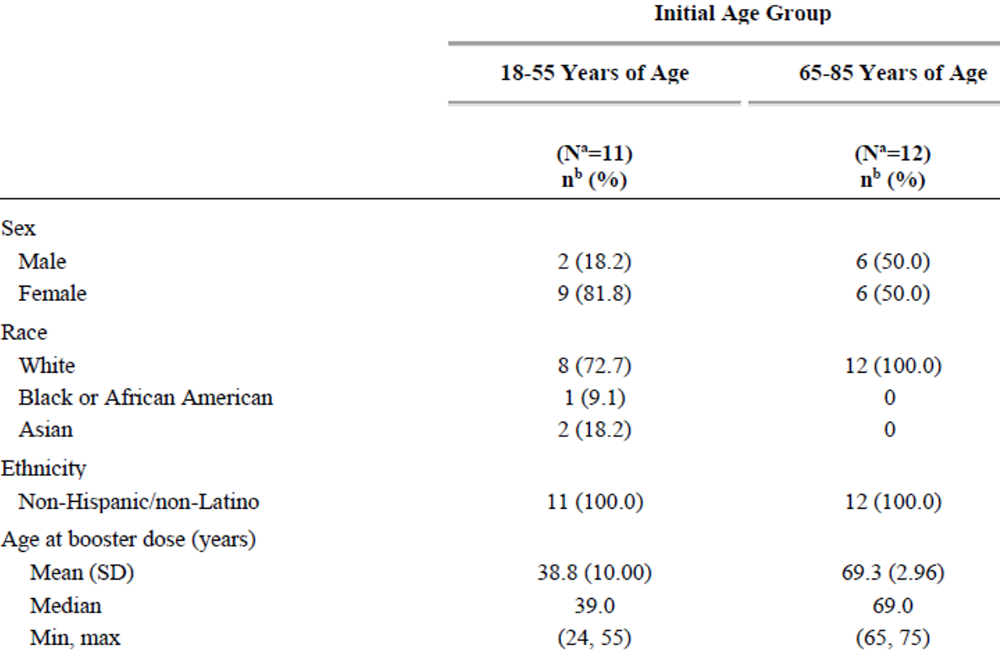 Initial Age Group
18-55 Years of Age 65-85 Years of Age
(Nᵃ=11) (Nᵃ=12)
nᵇ (%) nᵇ (%)
Sex
Male 2 (18.2) 6 (50.0)
Female 9 (81.8) 6 (50.0)
Race
White 8 (72.7) 12 (100.0)
Black or African American 1 (9.1) 0
Asian 2 (18.2) 0
Ethnicity
Non-Hispanic/non-Latino 11 (100.0) 12 (100.0)
Age at booster dose (years)
Mean (SD) 38.8 (10.00) 69.3 (2.96)
Median 39.0 69.0
Min, max (24, 55) (65, 75)